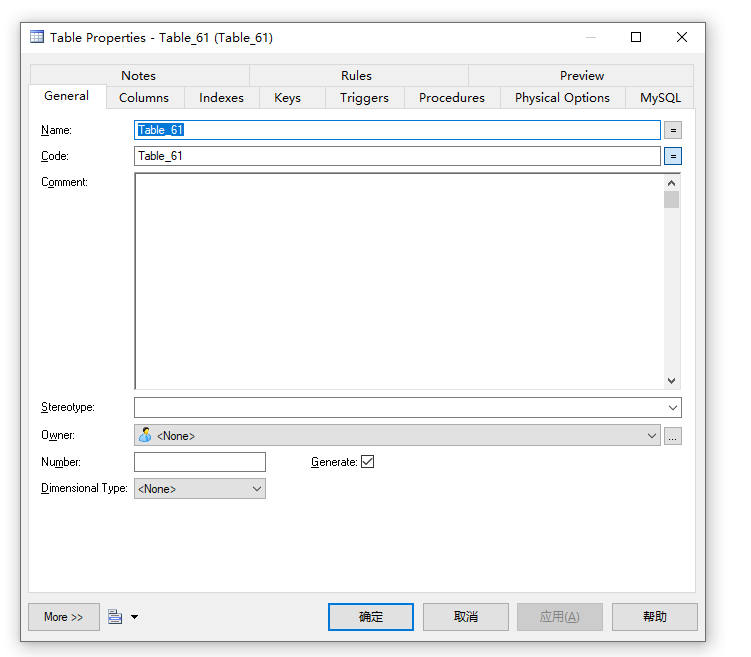 Table Properties - Table_61 (Table_61)
Notes Rules Preview
General Columns Indexes Keys Triggers Procedures Physical Options MySQL
Name: Table_61 =
Code: Table_61 =
Comment:
Stereotype:
Owner: <None> ...
Number: Generate:
Dimensional Type: <None>
More >> 确定 取消 应用(A) 帮助